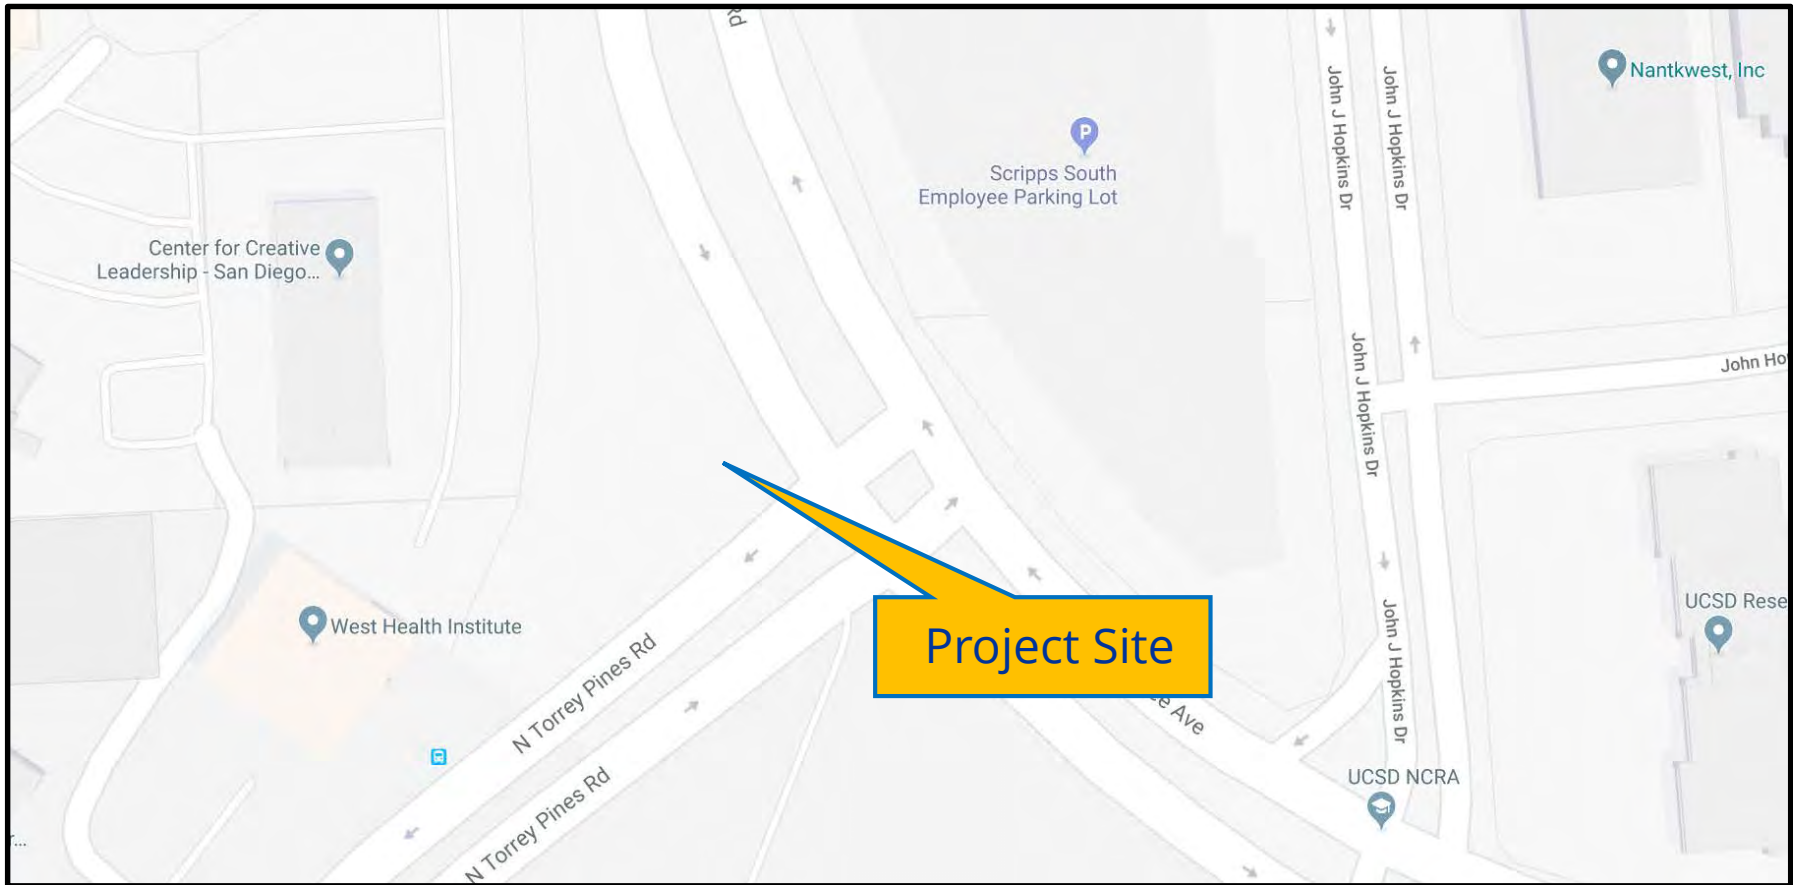 Rd
Nantkwest, Inc
John J Hopkins Dr
John J Hopkins Dr
P
Scripps South
Employee Parking Lot
Center for Creative
Leadership - San Diego...
John J Hopkins Dr
John Ho
Project Site
UCSD Rese
West Health Institute
N Torrey Pines Rd
N Torrey Pines Rd
ee Ave
John J Hopkins Dr
UCSD NCRA
r...